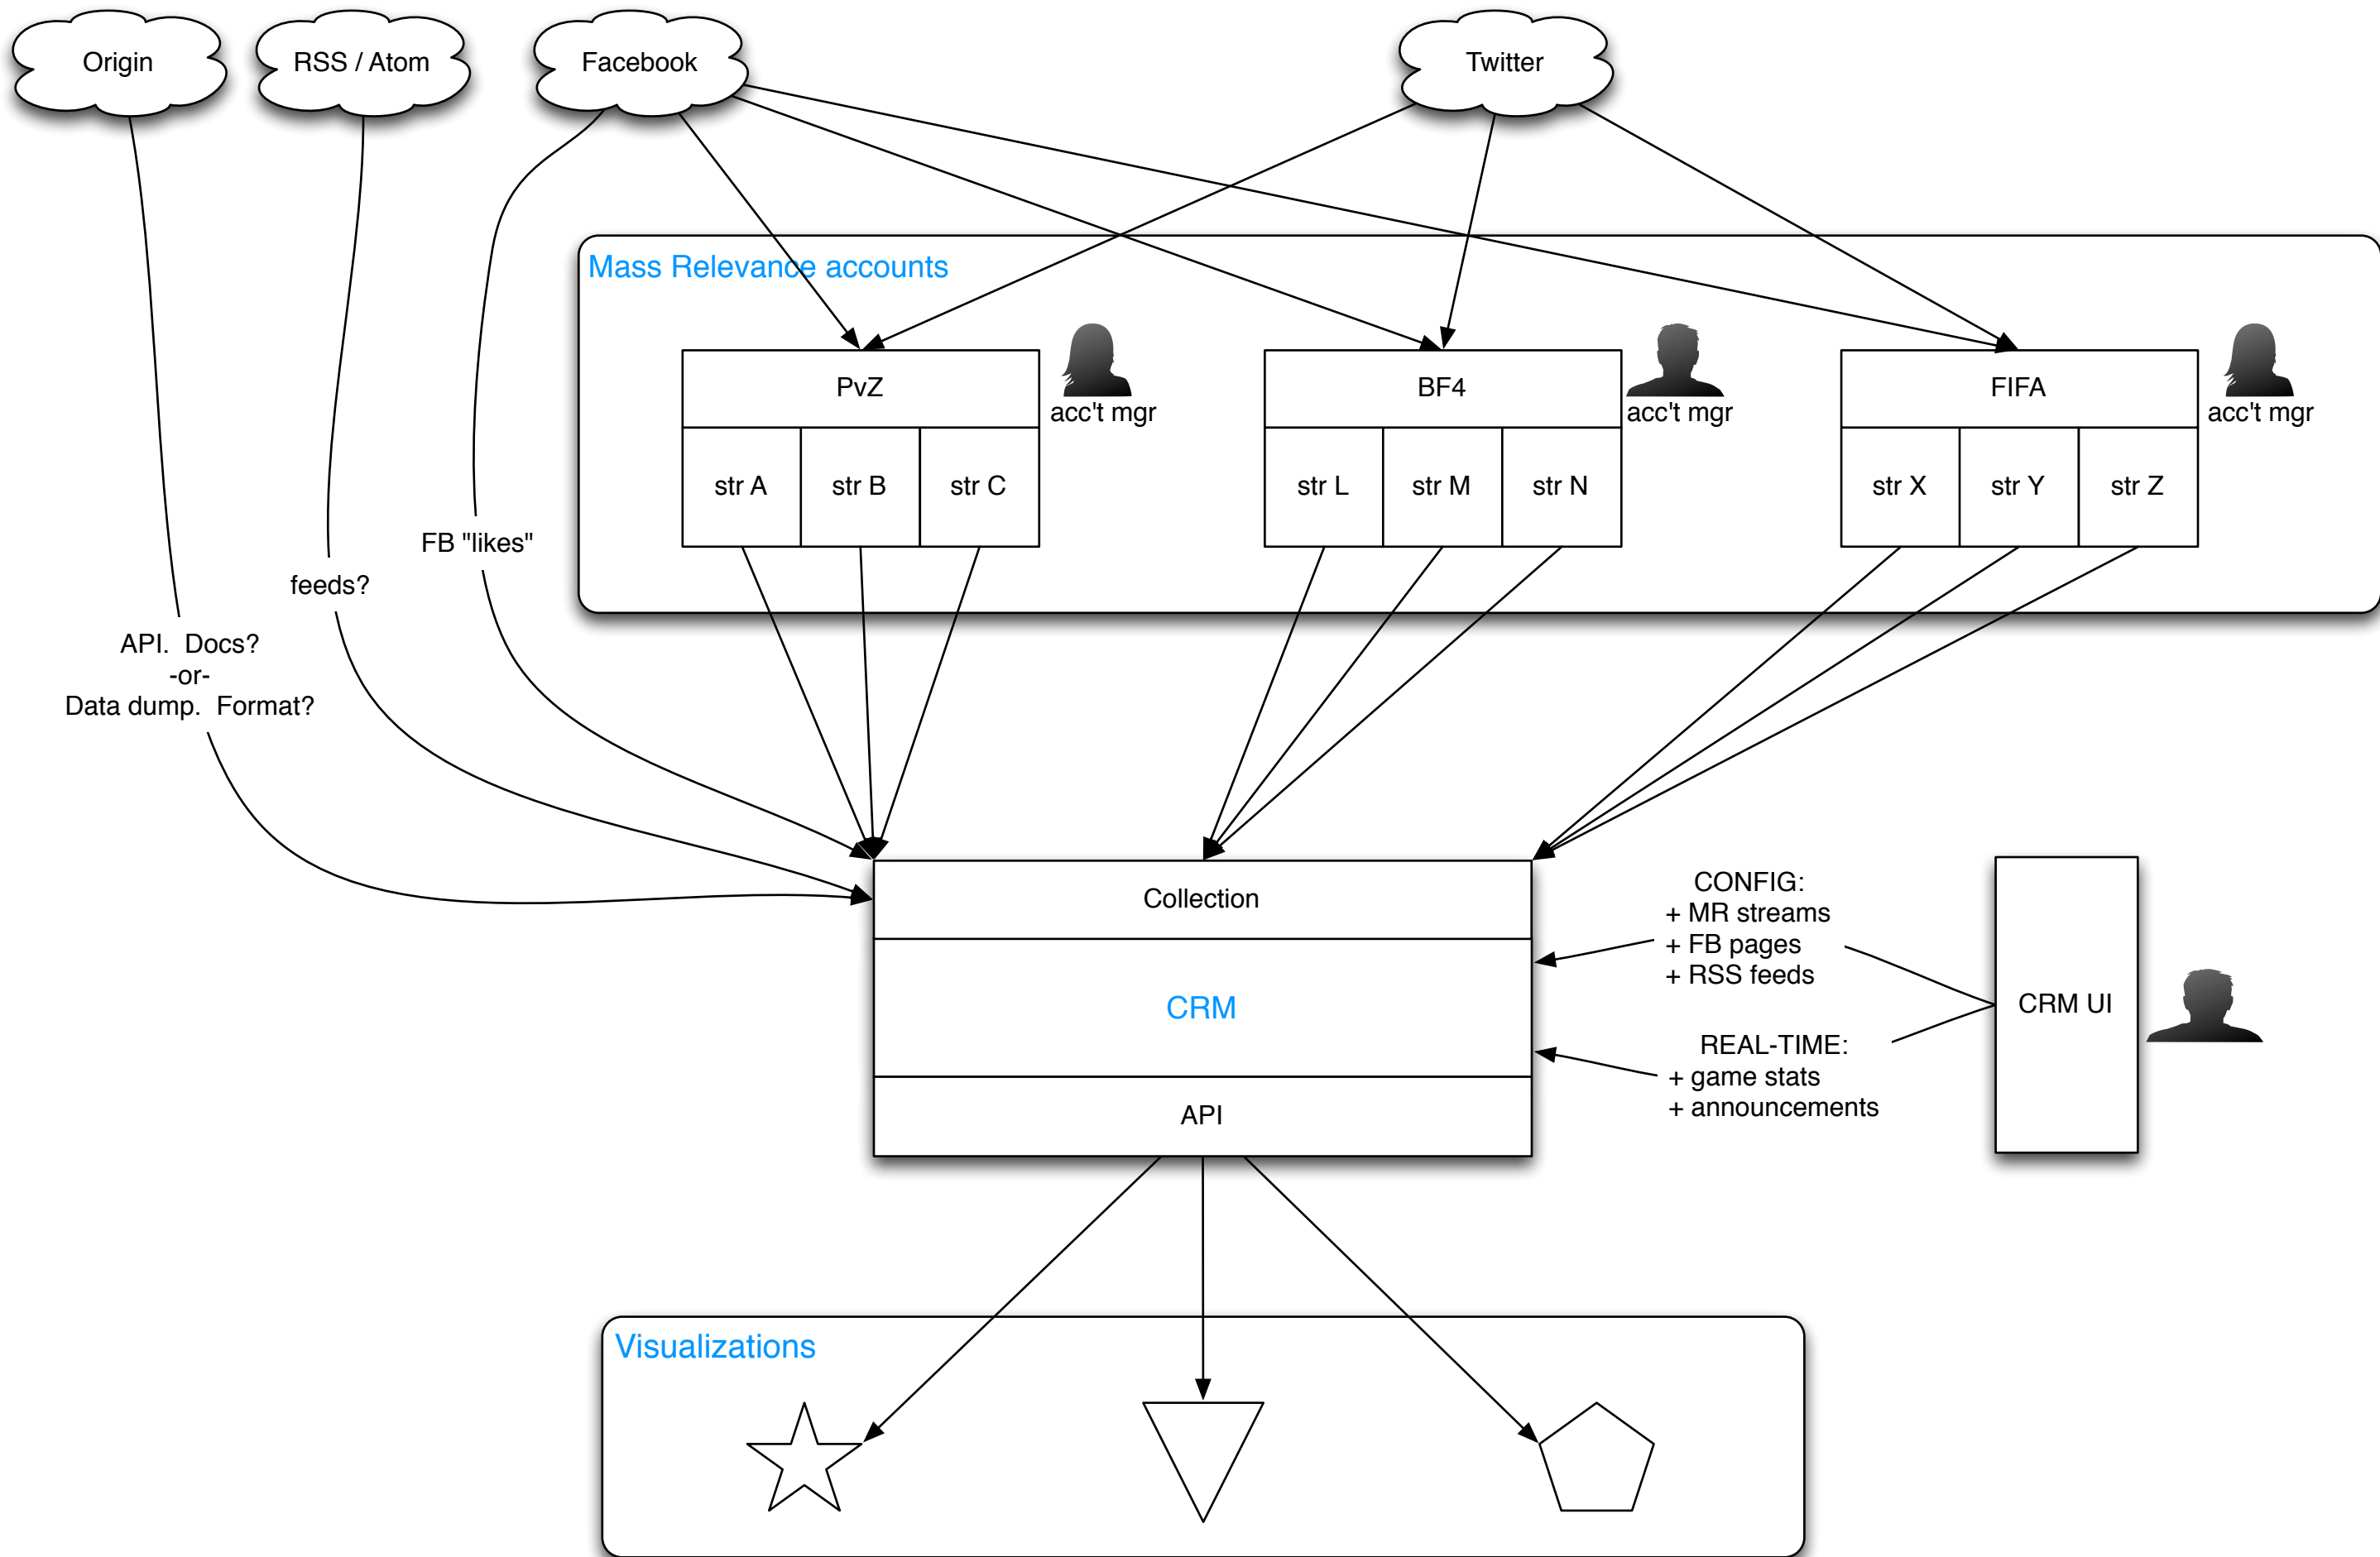 Origin
RSS / Atom
Facebook
Twitter
Mass Relevance accounts
PvZ
acc't mgr
BF4
acc't mgr
FIFA
acc't mgr
str A
str B
str C
str L
str M
str N
str X
str Y
str Z
FB "likes"
feeds?
API.  Docs?
-or-
Data dump.  Format?
Collection
CRM
API
CONFIG:
+ MR streams
+ FB pages
+ RSS feeds
REAL-TIME:
+ game stats
+ announcements
CRM UI
Visualizations